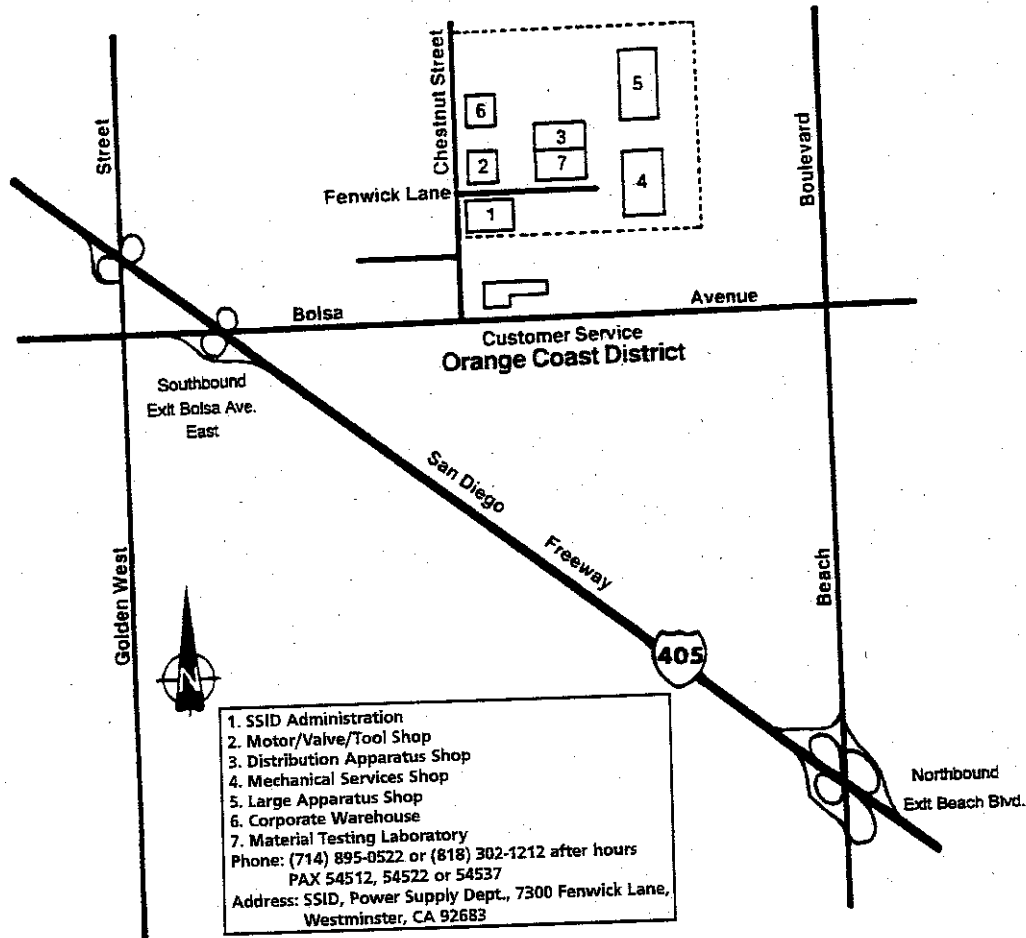 Street
Chestnut Street
Boulevard
5
6
3
2
7
4
Fenwick Lane
1
Bolsa
Avenue
Customer Service
Orange Coast District
Southbound
Exit Bolsa Ave.
East
San Diego
Freeway
Golden West
Beach
405
N
Northbound
Exit Beach Blvd.
1. SSID Administration
2. Motor/Valve/Tool Shop
3. Distribution Apparatus Shop
4. Mechanical Services Shop
5. Large Apparatus Shop
6. Corporate Warehouse
7. Material Testing Laboratory
Phone: (714) 895-0522 or (818) 302-1212 after hours
PAX 54512, 54522 or 54537
Address: SSID, Power Supply Dept., 7300 Fenwick Lane,
Westminster, CA 92683